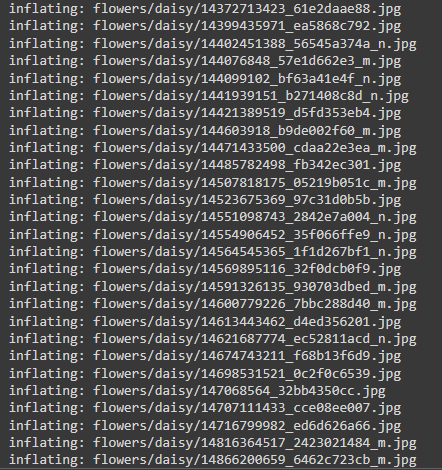 inflating: flowers/daisy/14372713423_61e2daae88.jpg
inflating: flowers/daisy/14399435971_ea5868c792.jpg
inflating: flowers/daisy/14402451388_56545a374a_n.jpg
inflating: flowers/daisy/144076848_57e1d662e3_m.jpg
inflating: flowers/daisy/144099102_bf63a41e4f_n.jpg
inflating: flowers/daisy/1441939151_b271408c8d_n.jpg
inflating: flowers/daisy/14421389519_d5fd353eb4.jpg
inflating: flowers/daisy/144603918_b9de002f60_m.jpg
inflating: flowers/daisy/14471433500_cdaa22e3ea_m.jpg
inflating: flowers/daisy/14485782498_fb342ec301.jpg
inflating: flowers/daisy/14507818175_05219b051c_m.jpg
inflating: flowers/daisy/14523675369_97c31d0b5b.jpg
inflating: flowers/daisy/14551098743_2842e7a004_n.jpg
inflating: flowers/daisy/14554906452_35f066ffe9_n.jpg
inflating: flowers/daisy/14564545365_1f1d267bf1_n.jpg
inflating: flowers/daisy/14569895116_32f0dcb0f9.jpg
inflating: flowers/daisy/14591326135_930703dbed_m.jpg
inflating: flowers/daisy/14600779226_7bbc288d40_m.jpg
inflating: flowers/daisy/14613443462_d4ed356201.jpg
inflating: flowers/daisy/14621687774_ec52811acd_n.jpg
inflating: flowers/daisy/14674743211_f68b13f6d9.jpg
inflating: flowers/daisy/14698531521_0c2f0c6539.jpg
inflating: flowers/daisy/147068564_32bb4350cc.jpg
inflating: flowers/daisy/14707111433_cce08ee007.jpg
inflating: flowers/daisy/14716799982_ed6d626a66.jpg
inflating: flowers/daisy/14816364517_2423021484_m.jpg
inflating: flowers/daisy/14866200659_6462c723cb_m.jpg